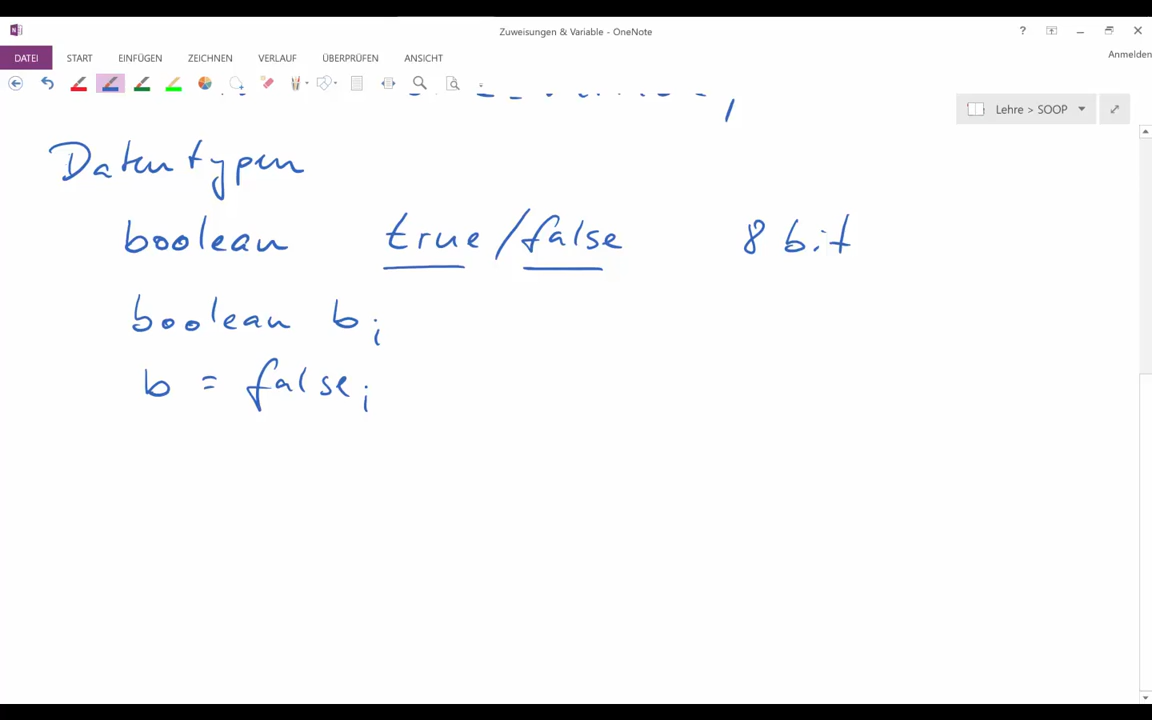 Zuweisungen & Variable - OneNote
?
Anmelden
DATEI START EINFÜGEN ZEICHNEN VERLAUF ÜBERPRÜFEN ANSICHT
Lehre > SOOP
Datentypen
boolean true/false 8 bit
boolean b;
b = false;